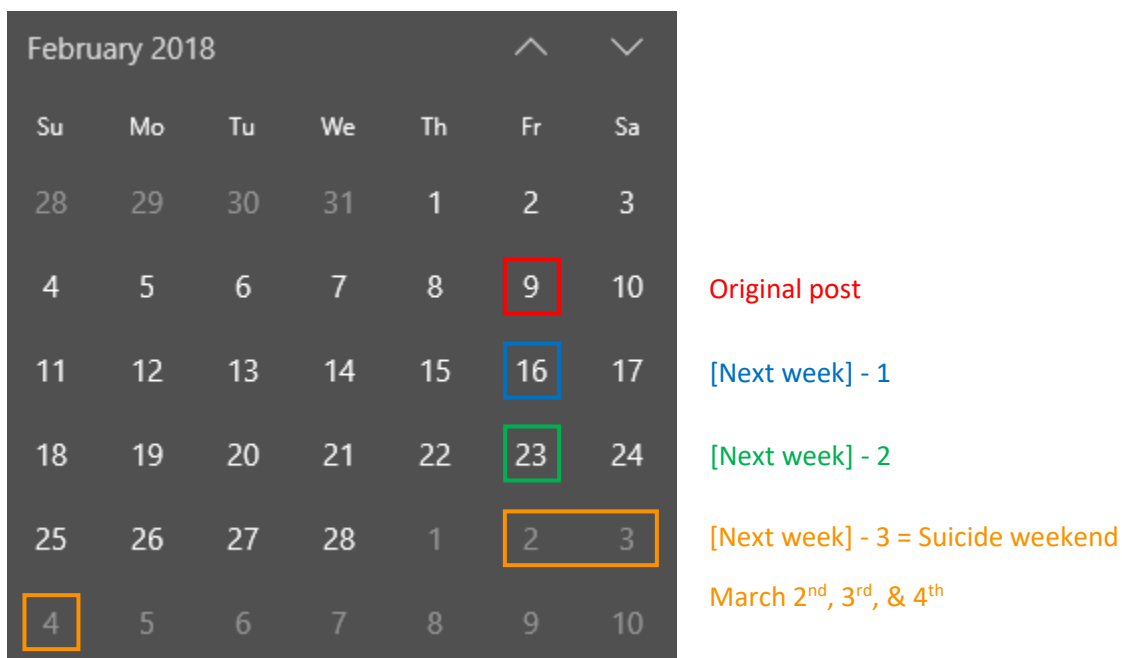 February 2018
Su Mo Tu We Th Fr Sa
28 29 30 31 1 2 3
4 5 6 7 8 9 10 Original post
11 12 13 14 15 16 17 [Next week] - 1
18 19 20 21 22 23 24 [Next week] - 2
25 26 27 28 1 2 3 [Next week] - 3 = Suicide weekend
March 2nd, 3rd, & 4th
4 5 6 7 8 9 10